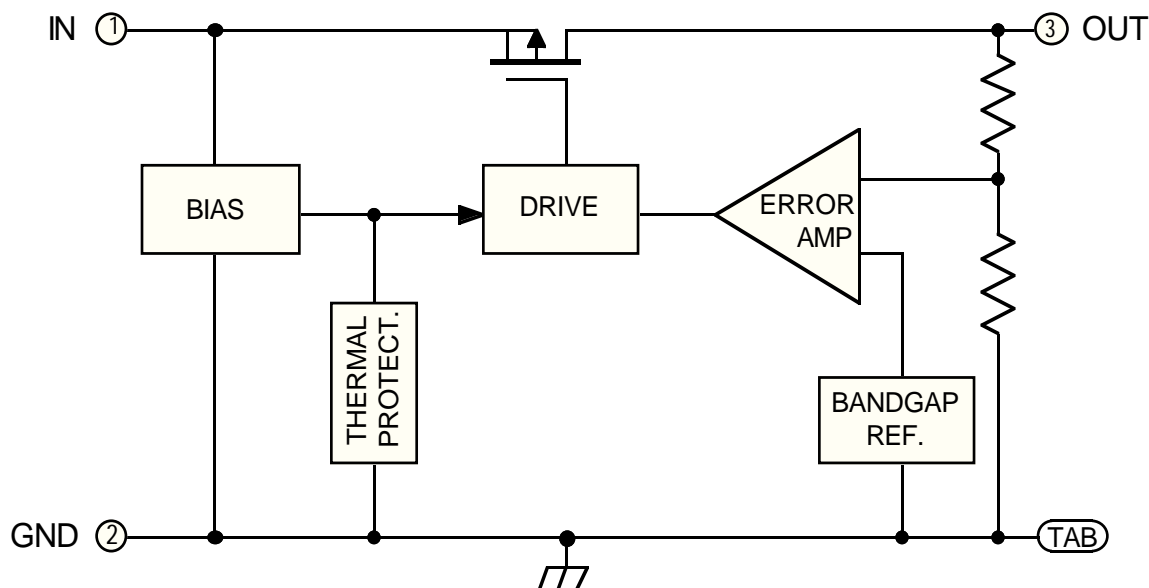 IN 1
3 OUT
BIAS
DRIVE
ERROR
AMP
THERMAL
PROTECT.
BANDGAP
REF.
GND 2
TAB